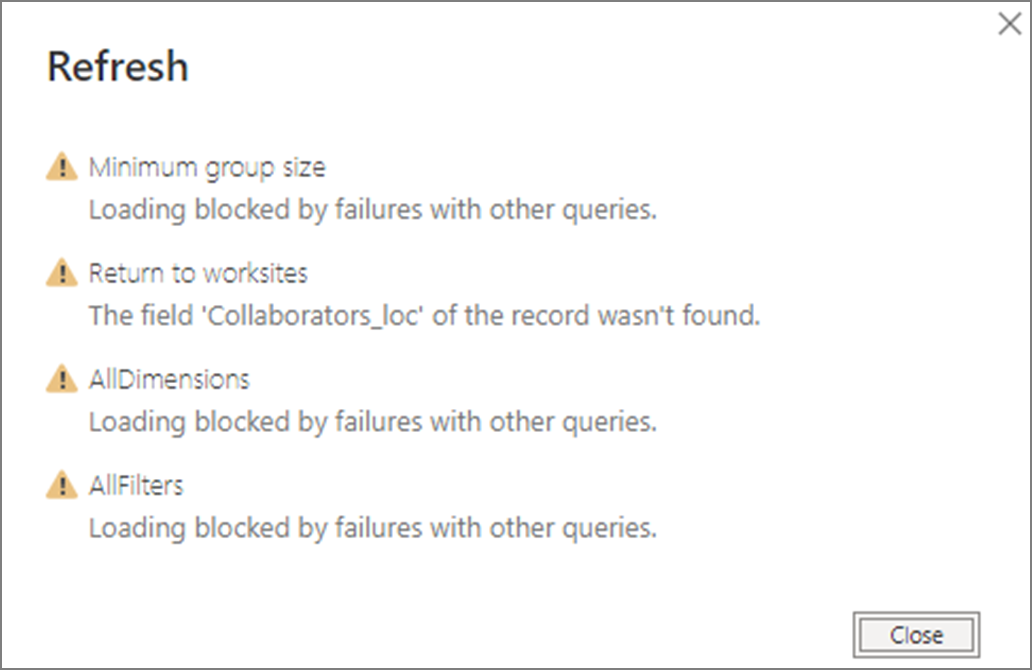 Refresh
Minimum group size
Loading blocked by failures with other queries.
Return to worksites
The field 'Collaborators_loc' of the record wasn't found.
AllDimensions
Loading blocked by failures with other queries.
AllFilters
Loading blocked by failures with other queries.
Close